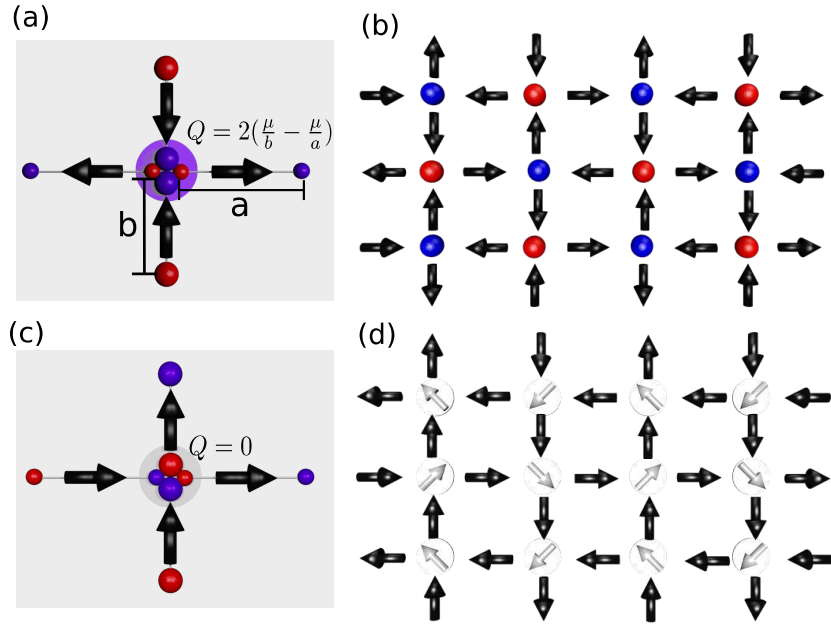 (a)
(b)
Q = 2(μ/b − μ/a)
b
a
(c)
(d)
Q = 0